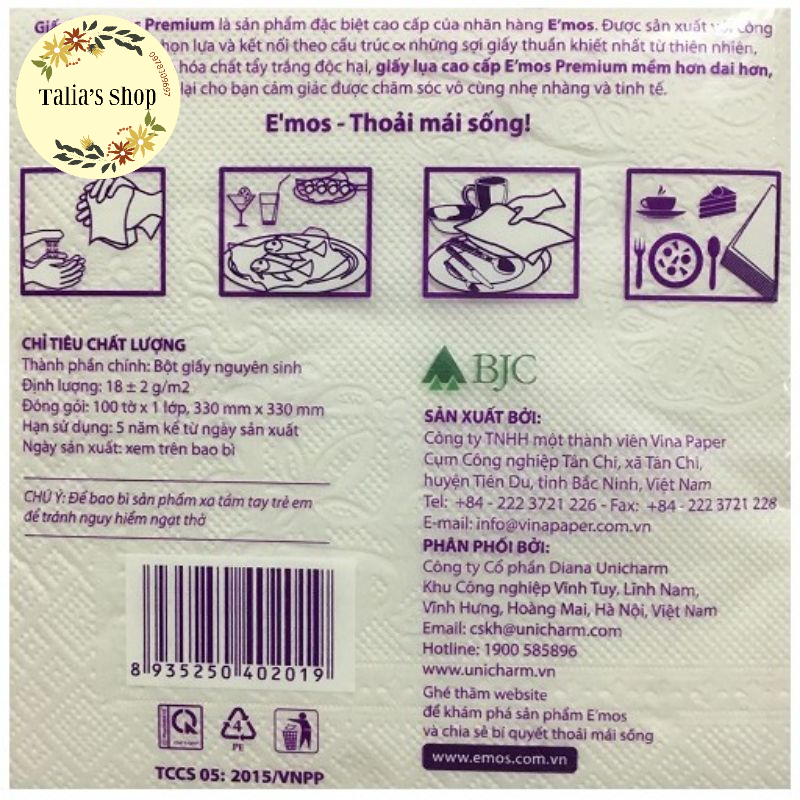 Giấ s Premium là sản phẩm đặc biệt cao cấp của nhãn hàng E'mos. Được sản xuất với công
ọn lựa và kết nối theo cấu trúc những sợi giấy thuần khiết nhất từ thiên nhiên,
hóa chất tẩy trắng độc hại, giấy lụa cao cấp E'mos Premium mềm hơn dai hơn,
lại cho bạn cảm giác được chăm sóc vô cùng nhẹ nhàng và tinh tế.
E'mos - Thoải mái sống!
Talia's Shop
0978309697
CHỈ TIÊU CHẤT LƯỢNG
Thành phần chính: Bột giấy nguyên sinh
Định lượng: 18 ± 2 g/m2
Đóng gói: 100 tờ x 1 lớp, 330 mm x 330 mm
Hạn sử dụng: 5 năm kể từ ngày sản xuất
Ngày sản xuất: xem trên bao bì
CHÚ Ý: Để bao bì sản phẩm xa tầm tay trẻ em
để tránh nguy hiểm ngạt thở
8 935250 402019
4
PE
TCCS 05: 2015/VNPP
BJC
SẢN XUẤT BỞI:
Công ty TNHH một thành viên Vina Paper
Cụm Công nghiệp Tân Chi, xã Tân Chi,
huyện Tiên Du, tỉnh Bắc Ninh, Việt Nam
Tel: +84 - 222 3721 226 - Fax: +84 - 222 3721 228
E-mail: info@vinapaper.com.vn
PHÂN PHỐI BỞI:
Công ty Cổ phần Diana Unicharm
Khu Công nghiệp Vĩnh Tuy, Lĩnh Nam,
Vĩnh Hưng, Hoàng Mai, Hà Nội, Việt Nam
Email: cskh@unicharm.com
Hotline: 1900 585896
www.unicharm.vn
Ghé thăm website
để khám phá sản phẩm E'mos
và chia sẻ bí quyết thoải mái sống
www.emos.com.vn